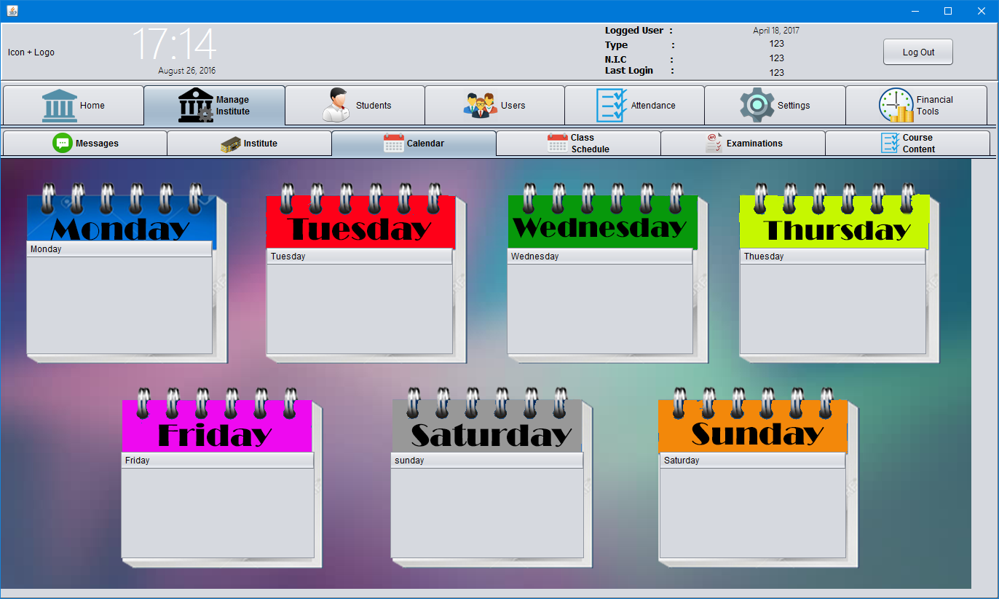 Icon + Logo
17:14
August 26, 2016
Logged User :
April 18, 2017
Type :
123
N.I.C :
123
Last Login :
123
Log Out
Home
Manage
Institute
Students
Users
Attendance
Settings
Financial
Tools
Messages
Institute
Calendar
Class
Schedule
Examinations
Course
Content
Monday
Tuesday
Wednesday
Thursday
Monday
Tuesday
Wednesday
Thuesday
Friday
Saturday
Sunday
Friday
sunday
Saturday